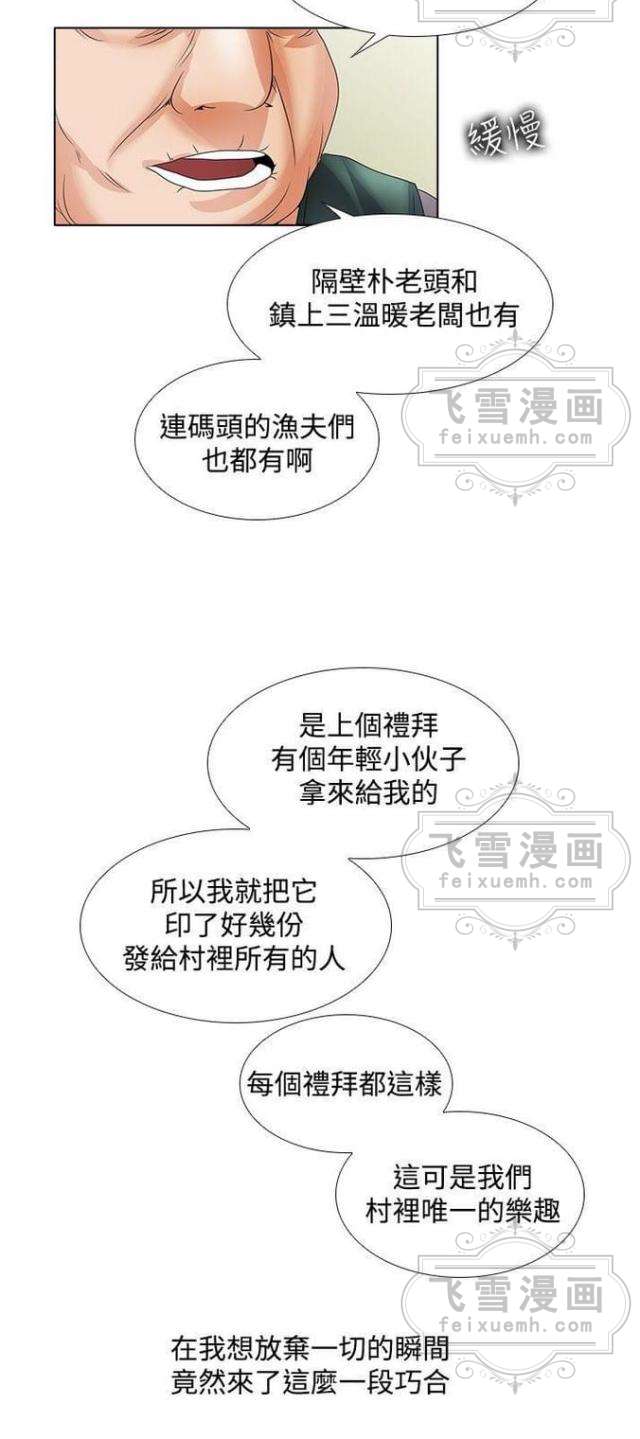 緩慢
隔壁朴老頭和
鎮上三溫暖老闆也有
飞雪漫画
feixuemh.com
連碼頭的漁夫們
也都有啊
是上個禮拜
有個年輕小伙子
拿來給我的
飞雪漫画
feixuemh.com
所以我就把它
印了好幾份
發給村裡所有的人
每個禮拜都這樣
這可是我們
村裡唯一的樂趣
飞雪漫画
feixuemh.com
在我想放棄一切的瞬間
竟然來了這麼一段巧合